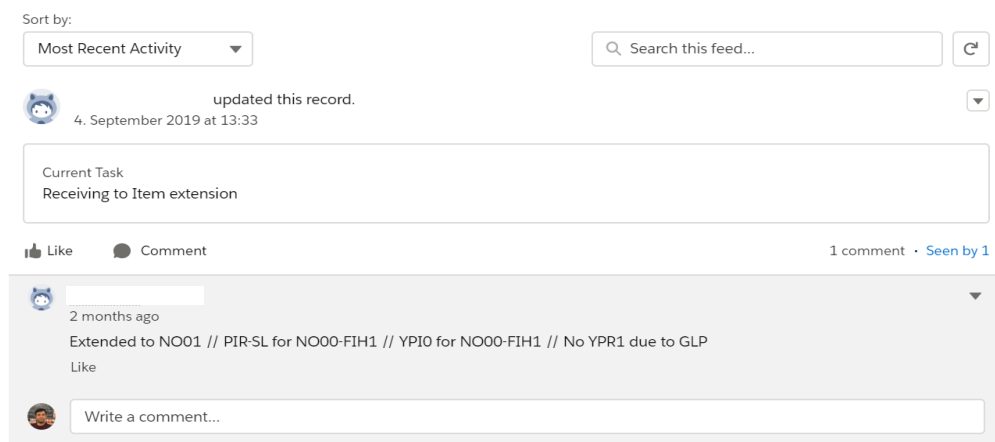 Sort by:
Most Recent Activity
Search this feed...
updated this record.
4. September 2019 at 13:33
Current Task
Receiving to Item extension
Like
Comment
1 comment · Seen by 1
2 months ago
Extended to NO01 // PIR-SL for NO00-FIH1 // YPI0 for NO00-FIH1 // No YPR1 due to GLP
Like
Write a comment...